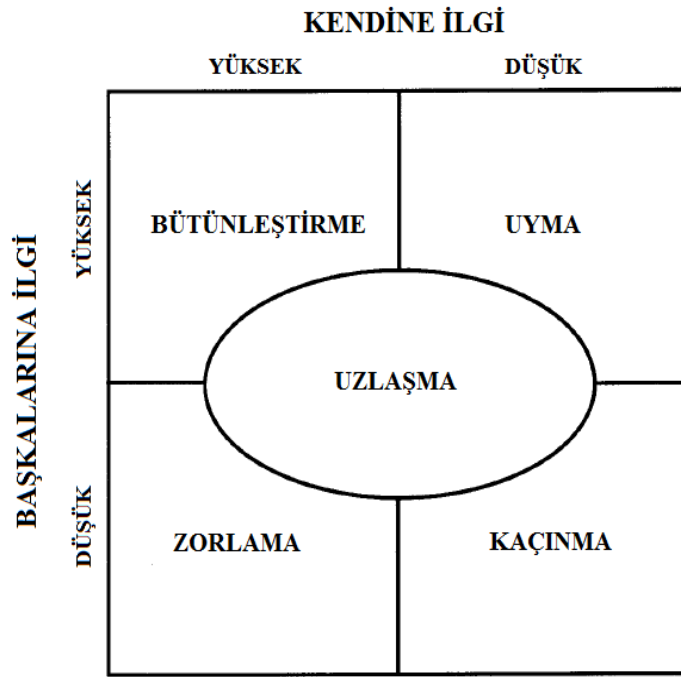 KENDİNE İLGİ
YÜKSEK
DÜŞÜK
BAŞKALARINA İLGİ
YÜKSEK
BÜTÜNLEŞTİRME
UYMA
UZLAŞMA
DÜŞÜK
ZORLAMA
KAÇINMA